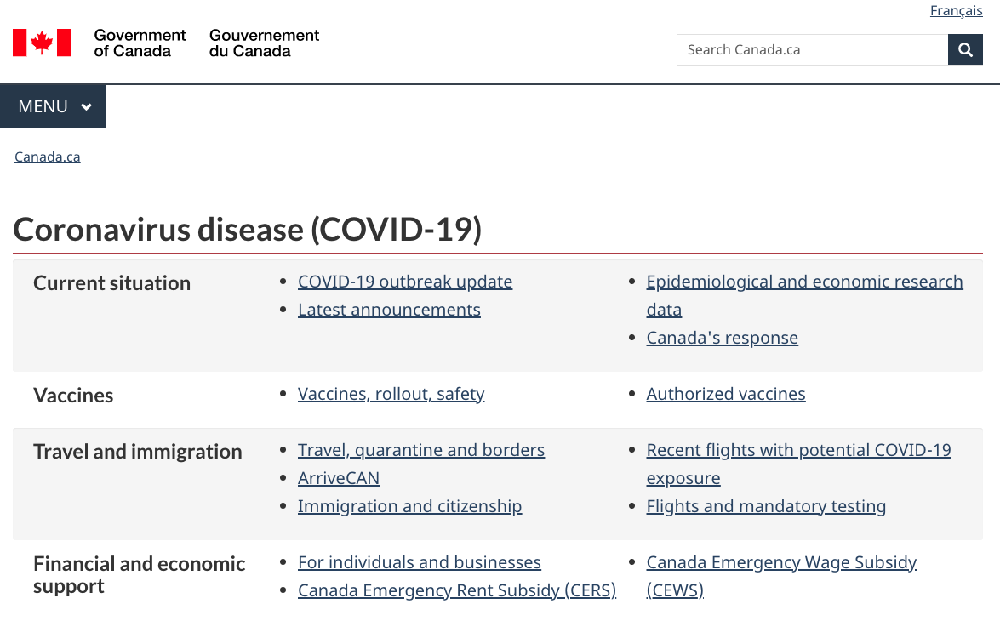 Français
Government of Canada
Gouvernement du Canada
Search Canada.ca
MENU
Canada.ca
Coronavirus disease (COVID-19)
Current situation
COVID-19 outbreak update
Latest announcements
Epidemiological and economic research
data
Canada's response
Vaccines
Vaccines, rollout, safety
Authorized vaccines
Travel and immigration
Travel, quarantine and borders
ArriveCAN
Immigration and citizenship
Recent flights with potential COVID-19
exposure
Flights and mandatory testing
Financial and economic
support
For individuals and businesses
Canada Emergency Rent Subsidy (CERS)
Canada Emergency Wage Subsidy
(CEWS)